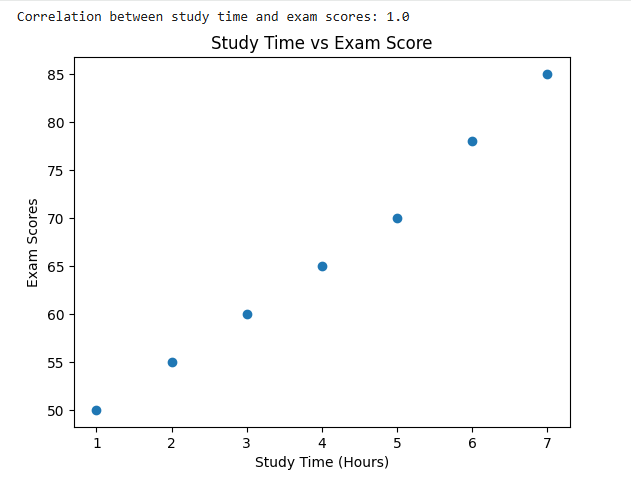 Correlation between study time and exam scores: 1.0
Study Time vs Exam Score
85
80
75
70
65
60
55
50
Exam Scores
1 2 3 4 5 6 7
Study Time (Hours)